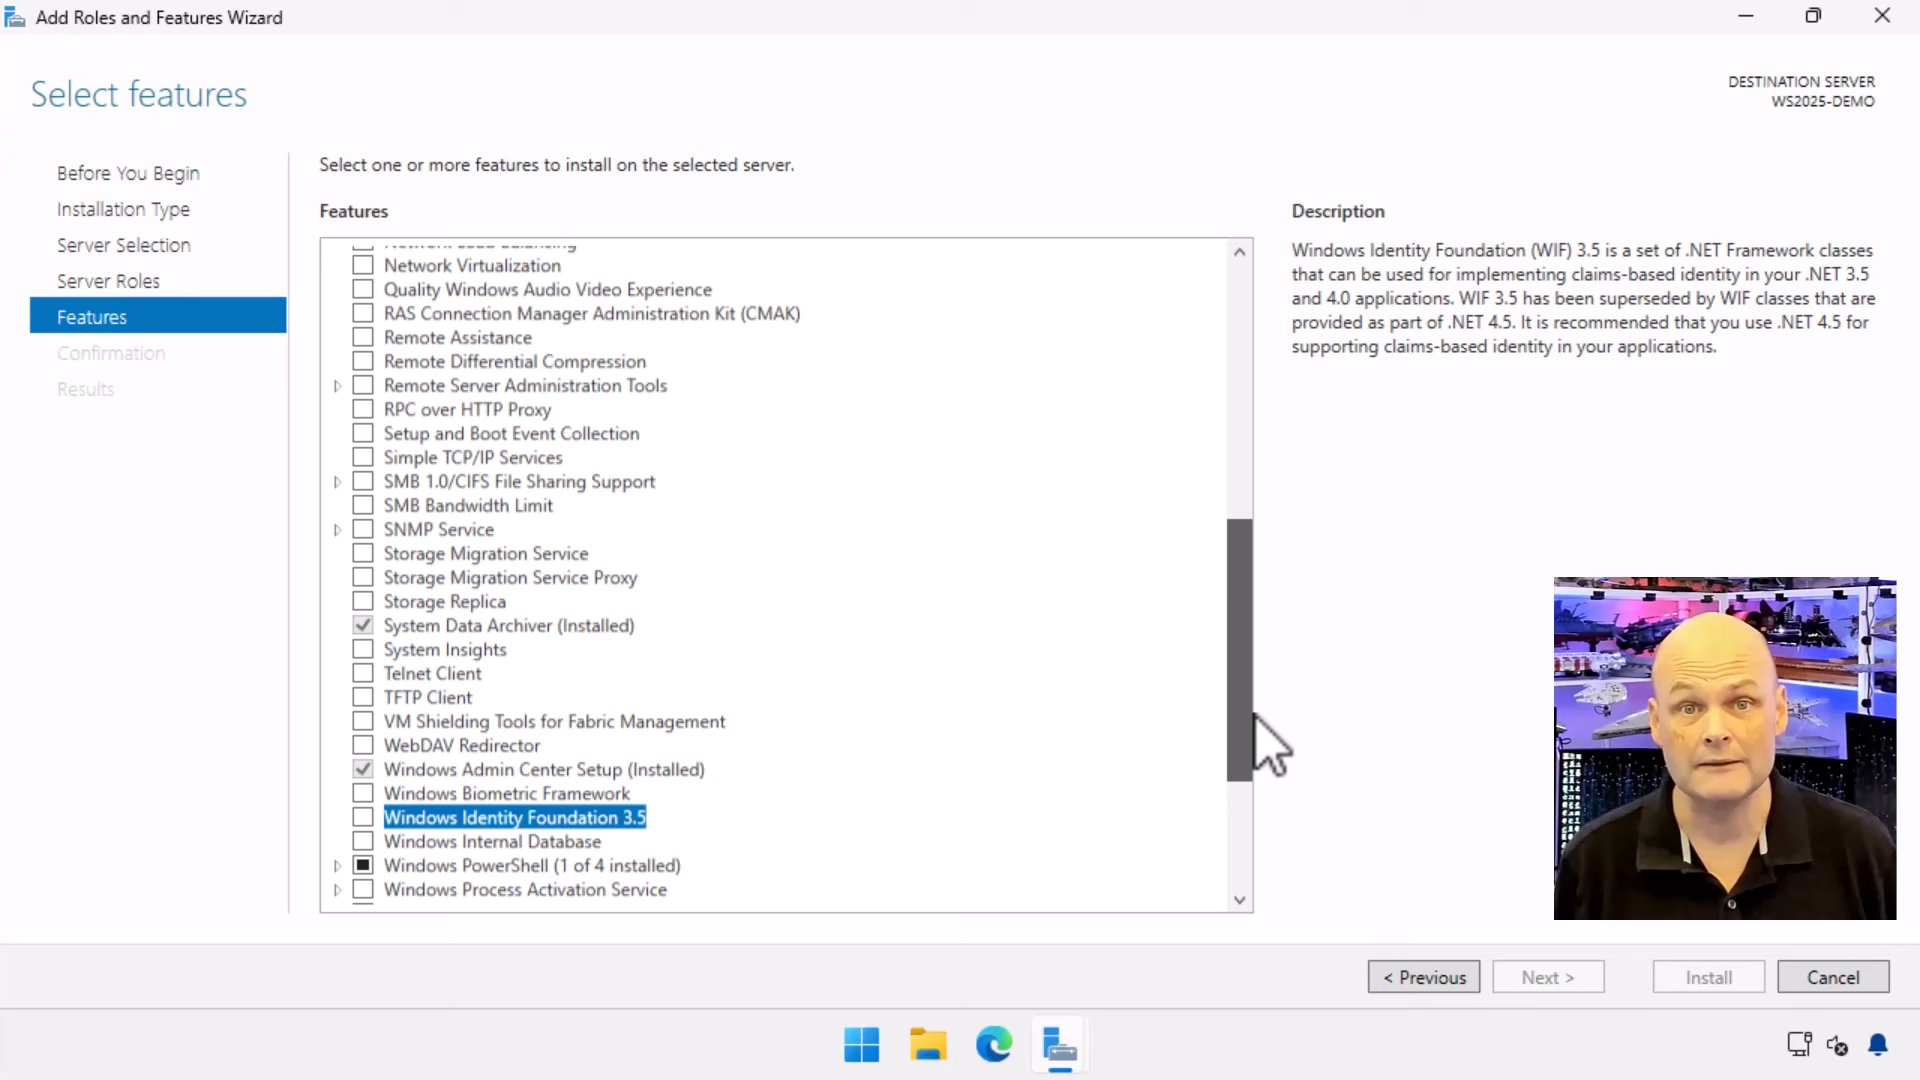 Add Roles and Features Wizard
Select features
DESTINATION SERVER
WS2025-DEMO
Before You Begin
Installation Type
Server Selection
Server Roles
Features
Confirmation
Results
Select one or more features to install on the selected server.
Features
Network Load Balancing
Network Virtualization
Quality Windows Audio Video Experience
RAS Connection Manager Administration Kit (CMAK)
Remote Assistance
Remote Differential Compression
Remote Server Administration Tools
RPC over HTTP Proxy
Setup and Boot Event Collection
Simple TCP/IP Services
SMB 1.0/CIFS File Sharing Support
SMB Bandwidth Limit
SNMP Service
Storage Migration Service
Storage Migration Service Proxy
Storage Replica
System Data Archiver (Installed)
System Insights
Telnet Client
TFTP Client
VM Shielding Tools for Fabric Management
WebDAV Redirector
Windows Admin Center Setup (Installed)
Windows Biometric Framework
Windows Identity Foundation 3.5
Windows Internal Database
Windows PowerShell (1 of 4 installed)
Windows Process Activation Service
Description
Windows Identity Foundation (WIF) 3.5 is a set of .NET Framework classes
that can be used for implementing claims-based identity in your .NET 3.5
and 4.0 applications. WIF 3.5 has been superseded by WIF classes that are
provided as part of .NET 4.5. It is recommended that you use .NET 4.5 for
supporting claims-based identity in your applications.
< Previous
Next >
Install
Cancel